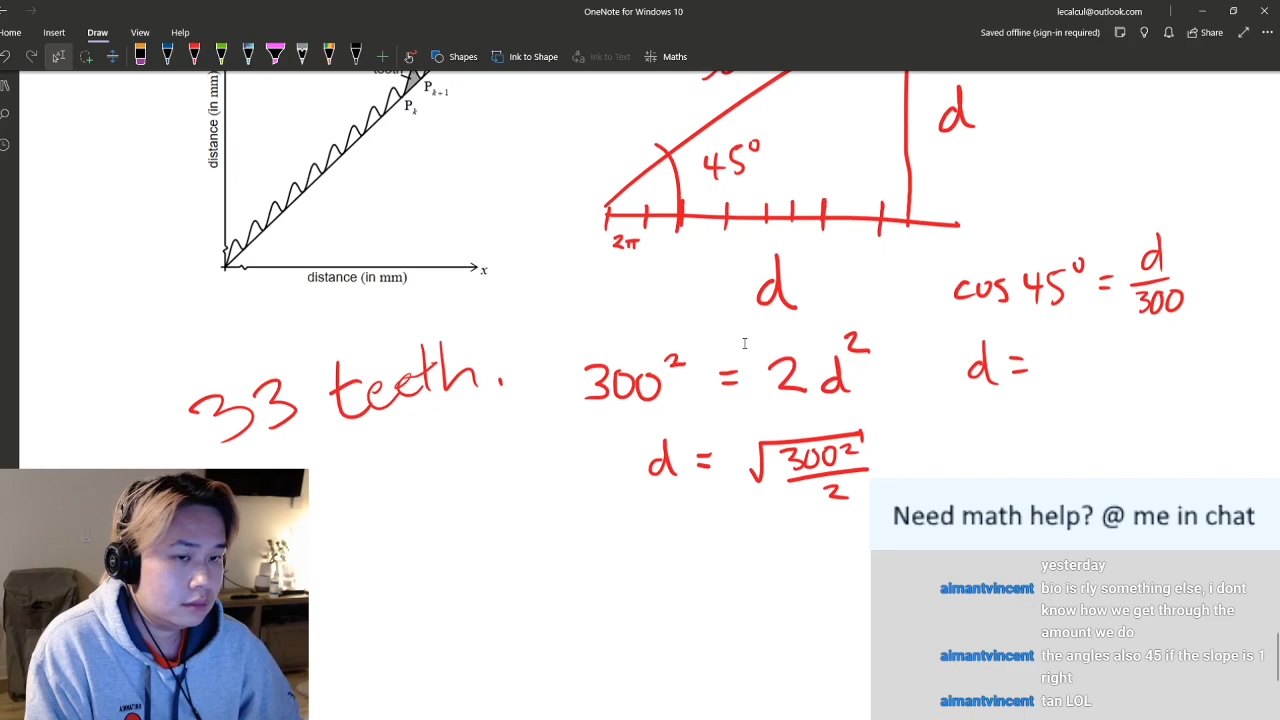 OneNote for Windows 10
lecalcul@outlook.com
Home Insert Draw View Help
Saved offline (sign-in required)
Share
Shapes
Ink to Shape
Ink to Text
Maths
distance (in mm)
P k+1
P k
distance (in mm) x
45°
d
2π
d
cos 45° = d/300
33 teeth.
300² = 2d²
d =
d = √(300²/2)
Need math help? @ me in chat
yesterday
aimantvincent bio is rly something else, i dont
know how we get through the
amount we do
aimantvincent the angles also 45 if the slope is 1
right
aimantvincent tan LOL